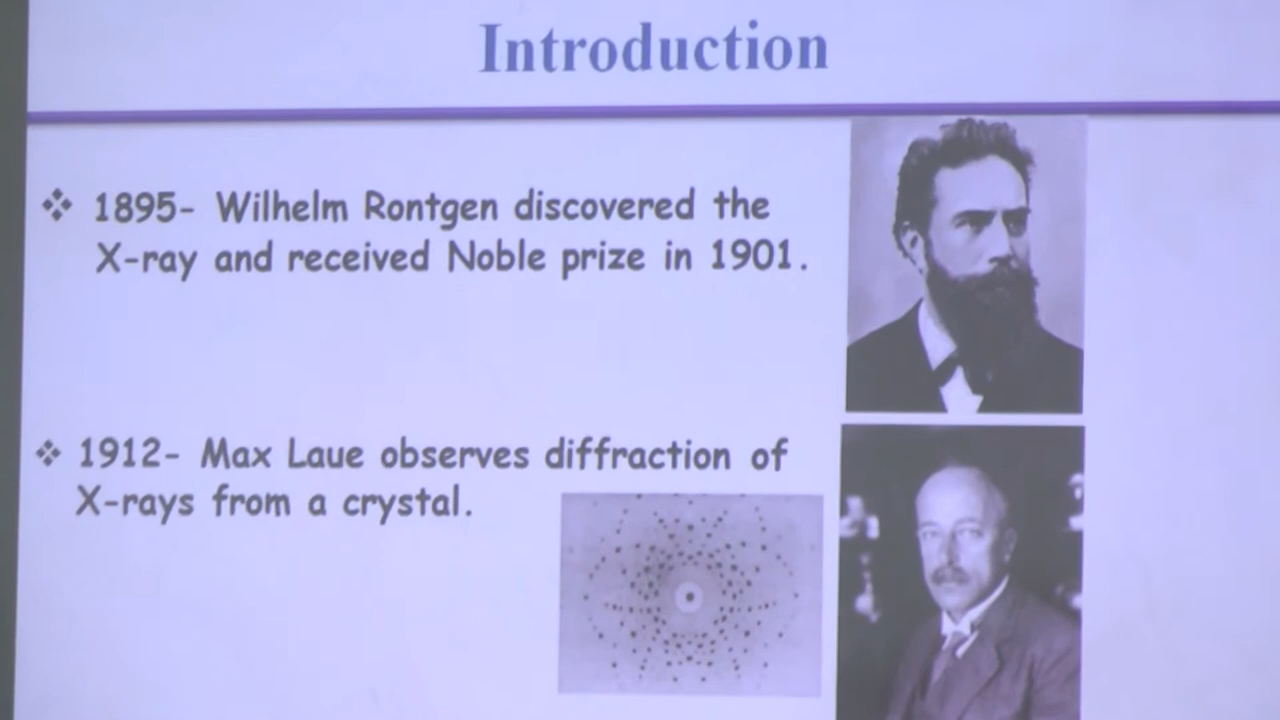 Introduction
❖ 1895- Wilhelm Rontgen discovered the
X-ray and received Noble prize in 1901.
❖ 1912- Max Laue observes diffraction of
X-rays from a crystal.